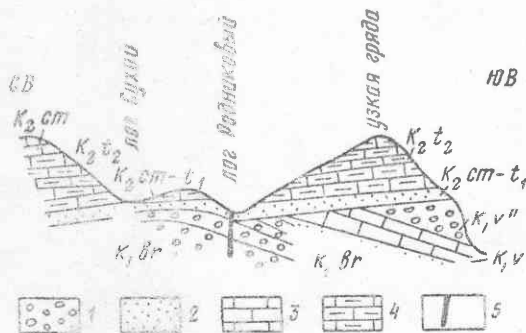 лог Сухой
лог Родниковый
узкая гряда
СВ
ЮВ
K₂ cm
K₂ t₂
K₂ t₂
K₂ cm-t₁
K₂ cm-t₁
K₁ v"
K₁ br
K₁ br
K₁ v
1 2 3 4 5